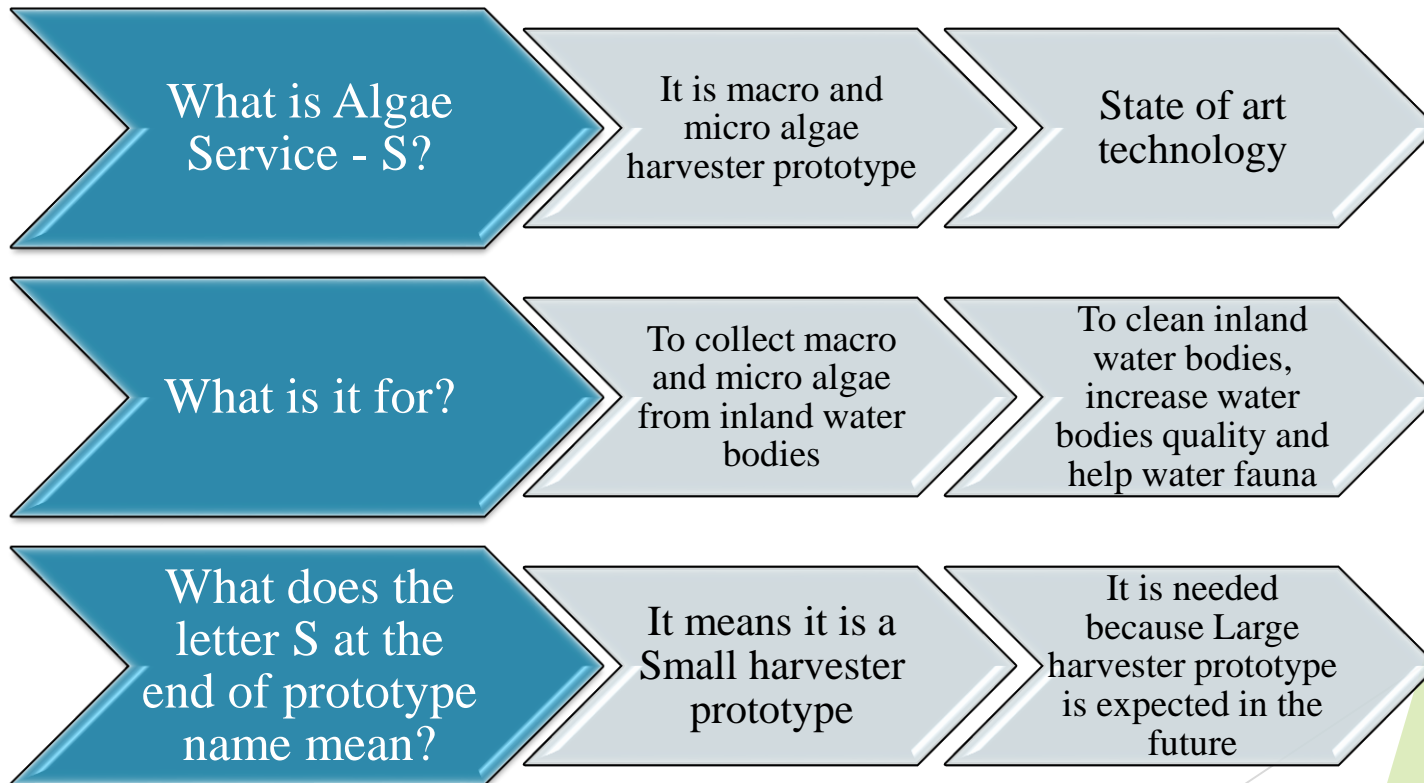 What is Algae
Service - S?
It is macro and
micro algae
harvester prototype
State of art
technology
What is it for?
To collect macro
and micro algae
from inland water
bodies
To clean inland
water bodies,
increase water
bodies quality and
help water fauna
What does the
letter S at the
end of prototype
name mean?
It means it is a
Small harvester
prototype
It is needed
because Large
harvester prototype
is expected in the
future